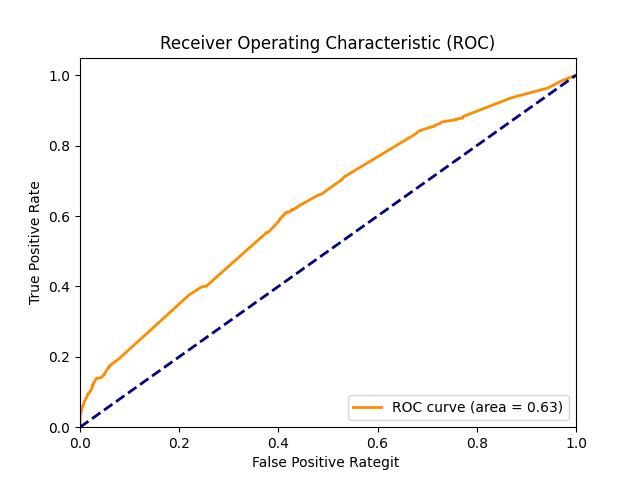 Receiver Operating Characteristic (ROC)
True Positive Rate
1.0
0.8
0.6
0.4
0.2
0.0
0.0 0.2 0.4 0.6 0.8 1.0
ROC curve (area = 0.63)
False Positive Rategit